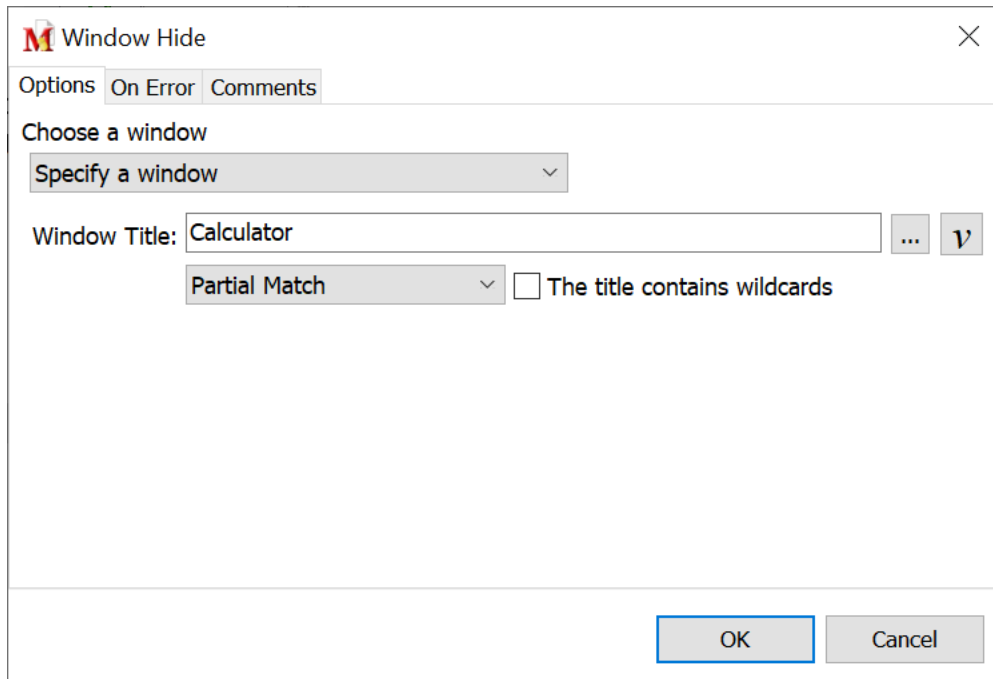 Window Hide
Options On Error Comments
Choose a window
Specify a window
Window Title: Calculator ... v
Partial Match The title contains wildcards
OK Cancel